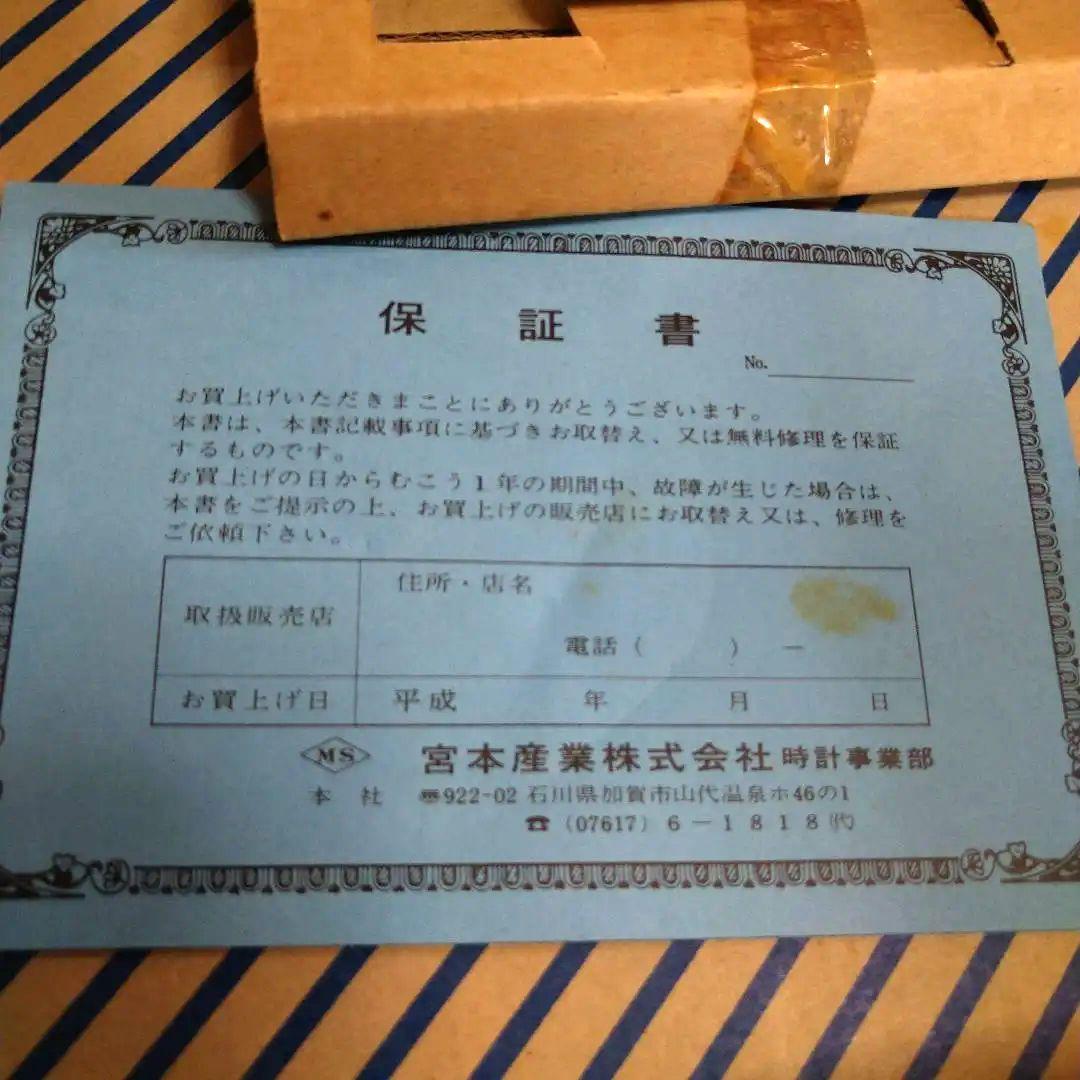 保証書
No.
お買上げいただきまことにありがとうございます。
本書は、本書記載事項に基づきお取替え、又は無料修理を保証
するものです。
お買上げの日からむこう1年の期間中、故障が生じた場合は、
本書をご提示の上、お買上げの販売店にお取替え又は、修理を
ご依頼下さい。
住所・店名
取扱販売店
電話( ) ー
お買上げ日 平成 年 月 日
MS 宮本産業株式会社時計事業部
本社 〠922-02 石川県加賀市山代温泉ホ46の1
☎(07617)6-1818㈹